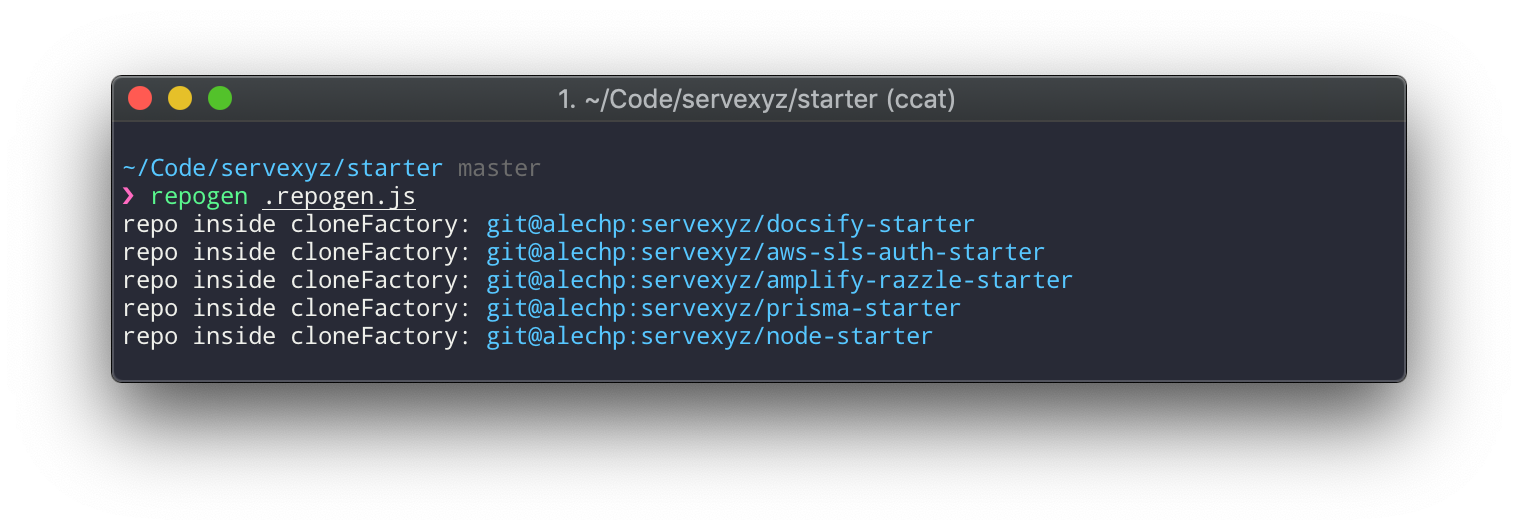 1. ~/Code/servexyz/starter (ccat)
~/Code/servexyz/starter master
❯ repogen .repogen.js
repo inside cloneFactory: git@alechp:servexyz/docsify-starter
repo inside cloneFactory: git@alechp:servexyz/aws-sls-auth-starter
repo inside cloneFactory: git@alechp:servexyz/amplify-razzle-starter
repo inside cloneFactory: git@alechp:servexyz/prisma-starter
repo inside cloneFactory: git@alechp:servexyz/node-starter